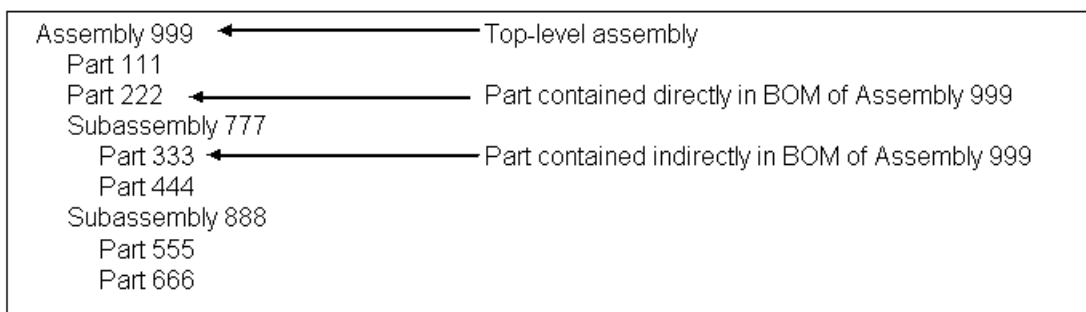 Assembly 999 Top-level assembly
Part 111
Part 222 Part contained directly in BOM of Assembly 999
Subassembly 777
Part 333 Part contained indirectly in BOM of Assembly 999
Part 444
Subassembly 888
Part 555
Part 666